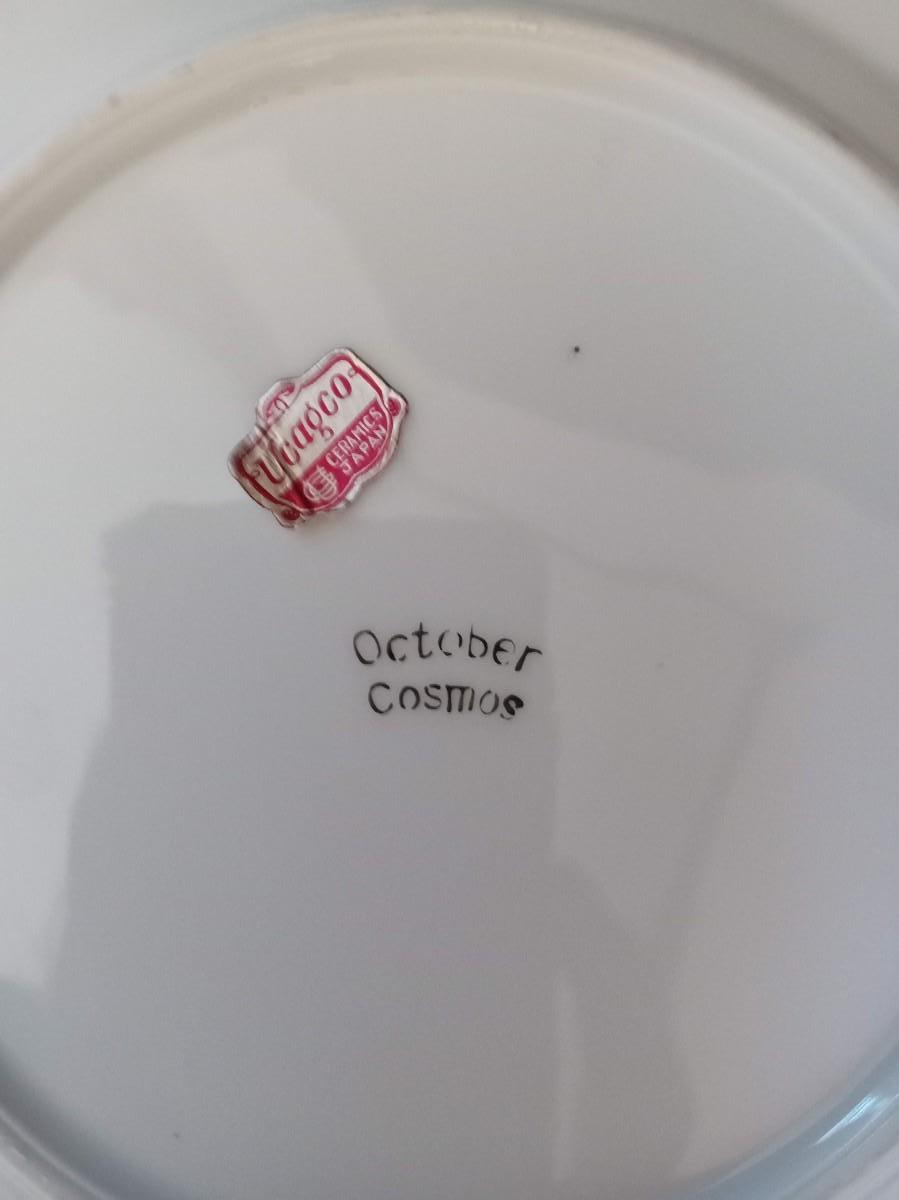 Ucagco
CERAMICS
JAPAN
October
Cosmos